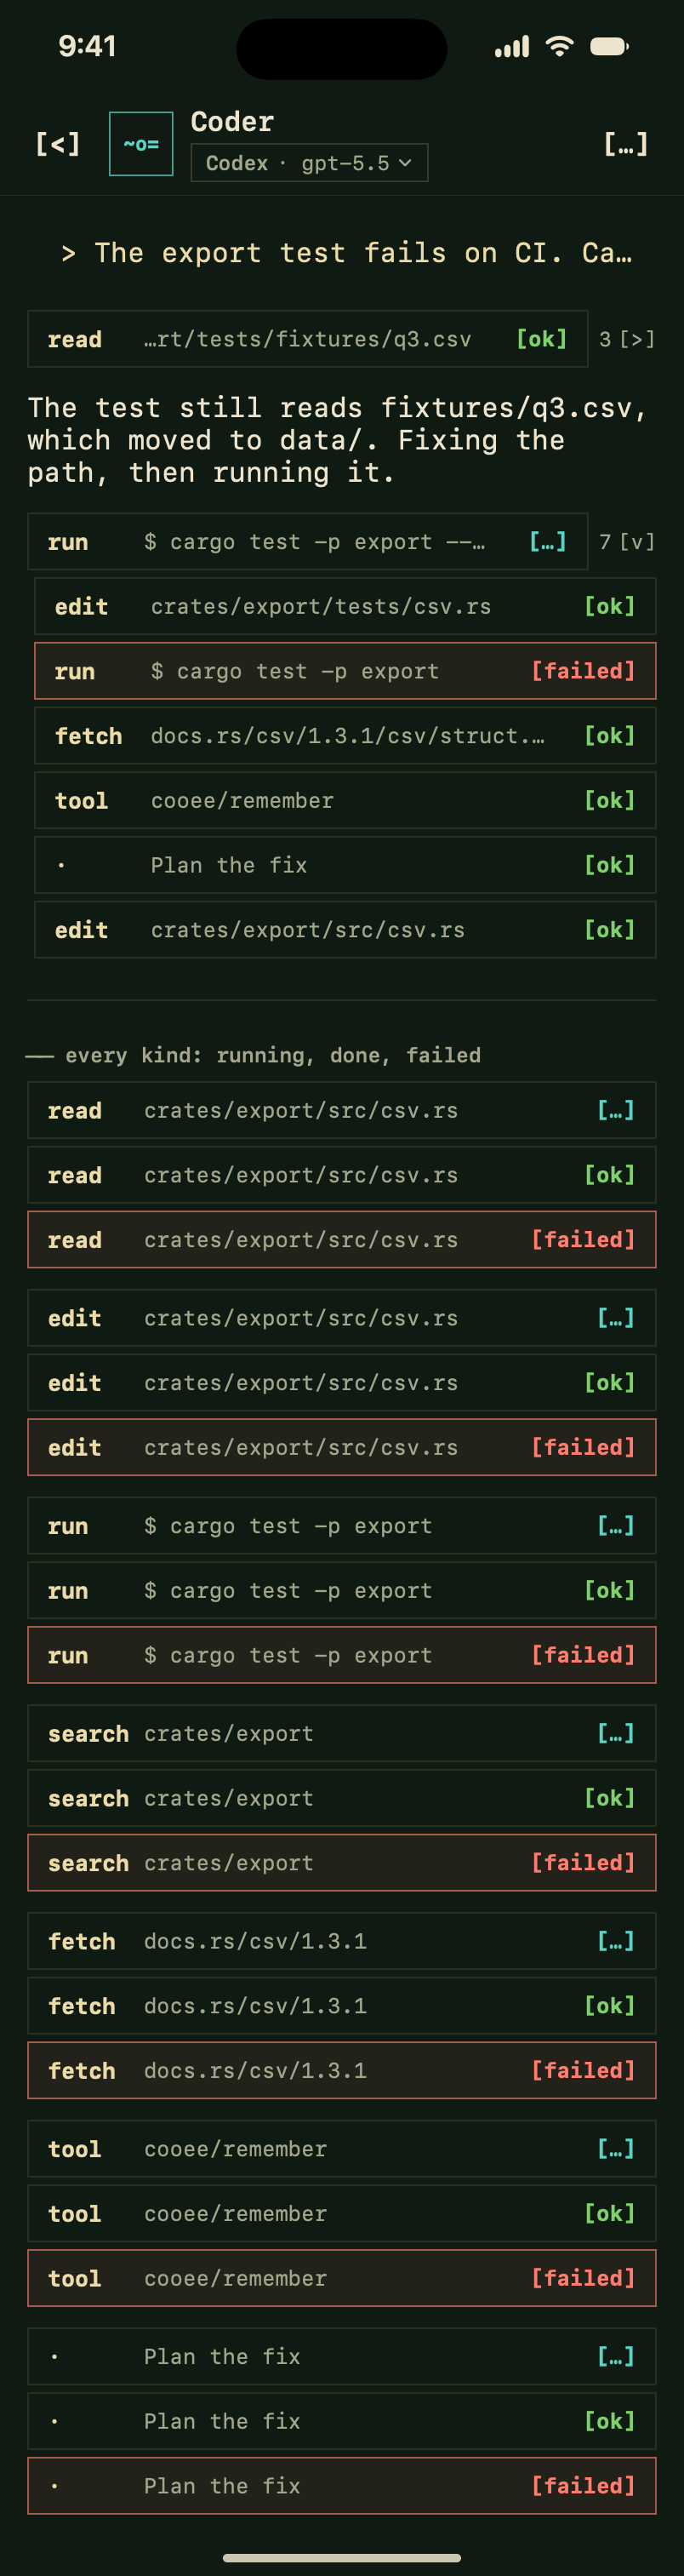 9:41
[<] ~o= Coder […]
Codex · gpt-5.5
> The export test fails on CI. Ca…
read …rt/tests/fixtures/q3.csv [ok] 3 [>]
The test still reads fixtures/q3.csv,
which moved to data/. Fixing the
path, then running it.
run $ cargo test -p export --… […] 7 [v]
edit crates/export/tests/csv.rs [ok]
run $ cargo test -p export [failed]
fetch docs.rs/csv/1.3.1/csv/struct.… [ok]
tool cooee/remember [ok]
· Plan the fix [ok]
edit crates/export/src/csv.rs [ok]
—— every kind: running, done, failed
read crates/export/src/csv.rs […]
read crates/export/src/csv.rs [ok]
read crates/export/src/csv.rs [failed]
edit crates/export/src/csv.rs […]
edit crates/export/src/csv.rs [ok]
edit crates/export/src/csv.rs [failed]
run $ cargo test -p export […]
run $ cargo test -p export [ok]
run $ cargo test -p export [failed]
search crates/export […]
search crates/export [ok]
search crates/export [failed]
fetch docs.rs/csv/1.3.1 […]
fetch docs.rs/csv/1.3.1 [ok]
fetch docs.rs/csv/1.3.1 [failed]
tool cooee/remember […]
tool cooee/remember [ok]
tool cooee/remember [failed]
· Plan the fix […]
· Plan the fix [ok]
· Plan the fix [failed]